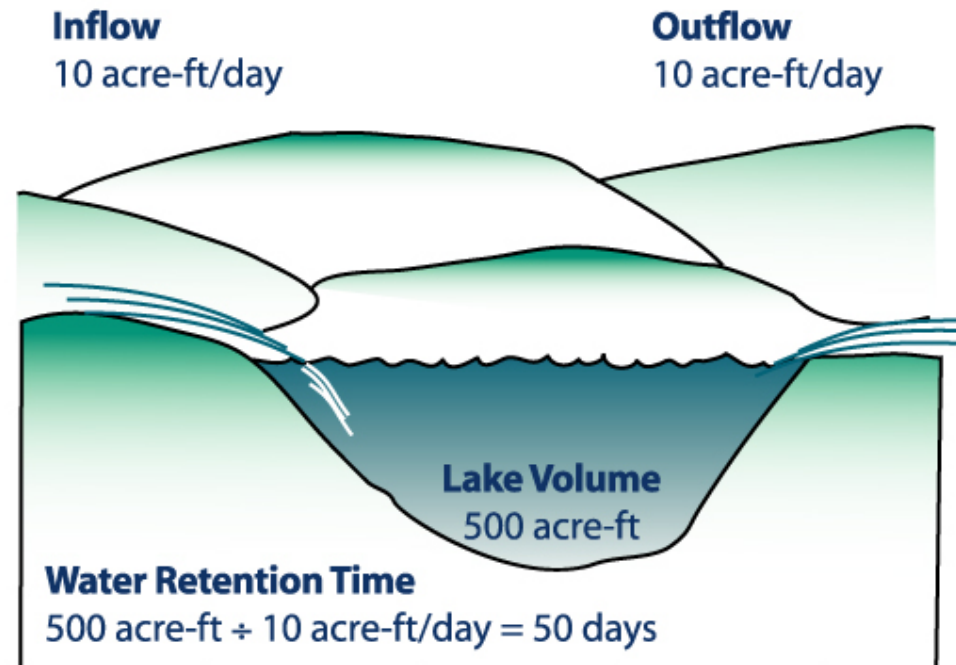 Inflow
10 acre-ft/day
Outflow
10 acre-ft/day
Lake Volume
500 acre-ft
Water Retention Time
500 acre-ft ÷ 10 acre-ft/day = 50 days